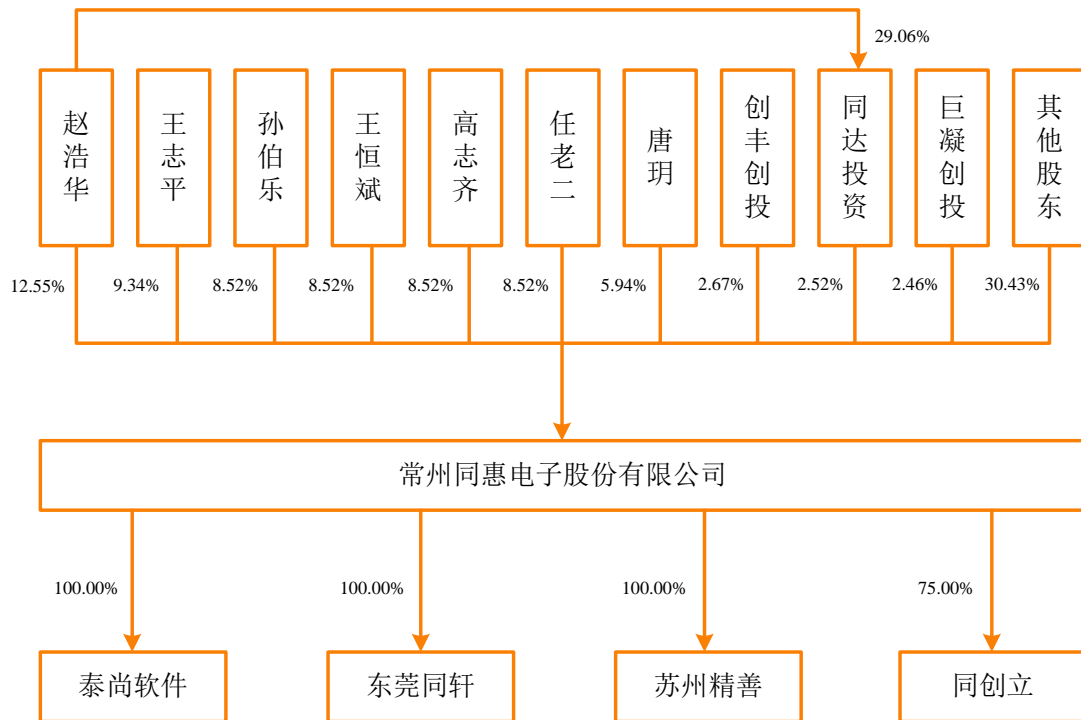 29.06%
赵浩华
王志平
孙伯乐
王恒斌
高志齐
任老二
唐玥
创丰创投
同达投资
巨凝创投
其他股东
12.55%
9.34%
8.52%
8.52%
8.52%
8.52%
5.94%
2.67%
2.52%
2.46%
30.43%
常州同惠电子股份有限公司
100.00%
100.00%
100.00%
75.00%
泰尚软件
东莞同轩
苏州精善
同创立